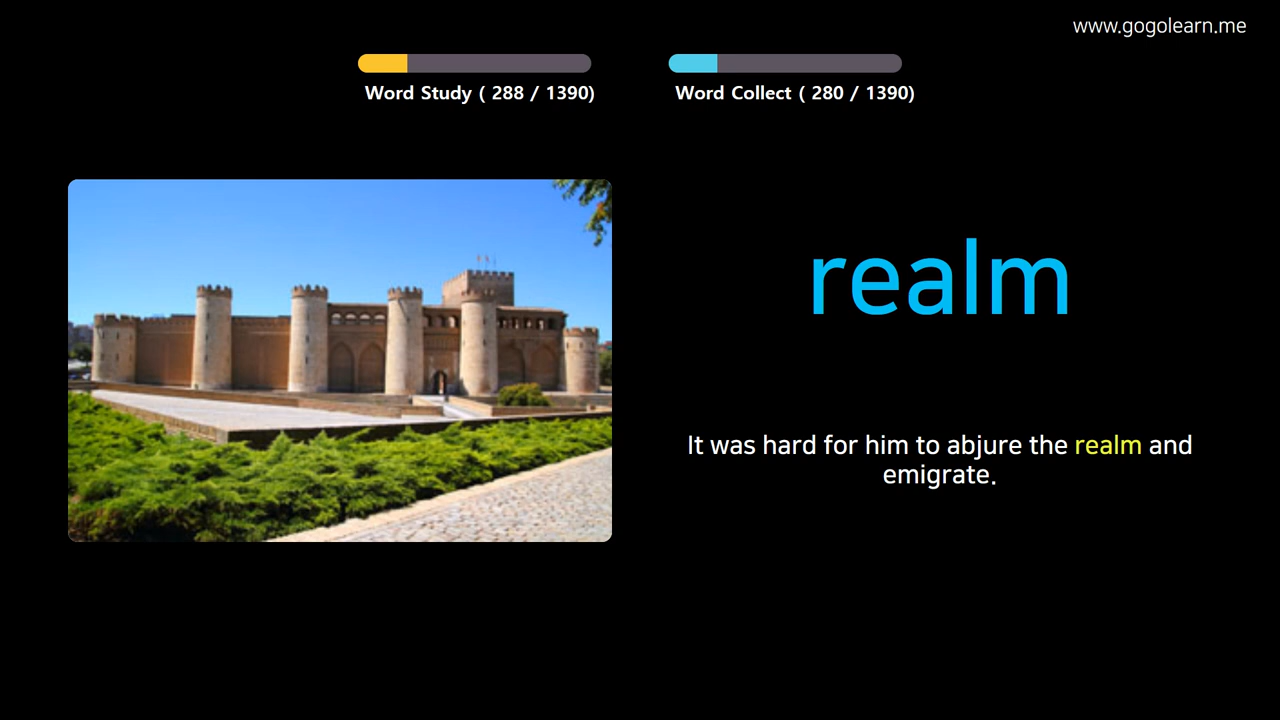 www.gogolearn.me
Word Study ( 288 / 1390)
Word Collect ( 280 / 1390)
realm
It was hard for him to abjure the realm and
emigrate.